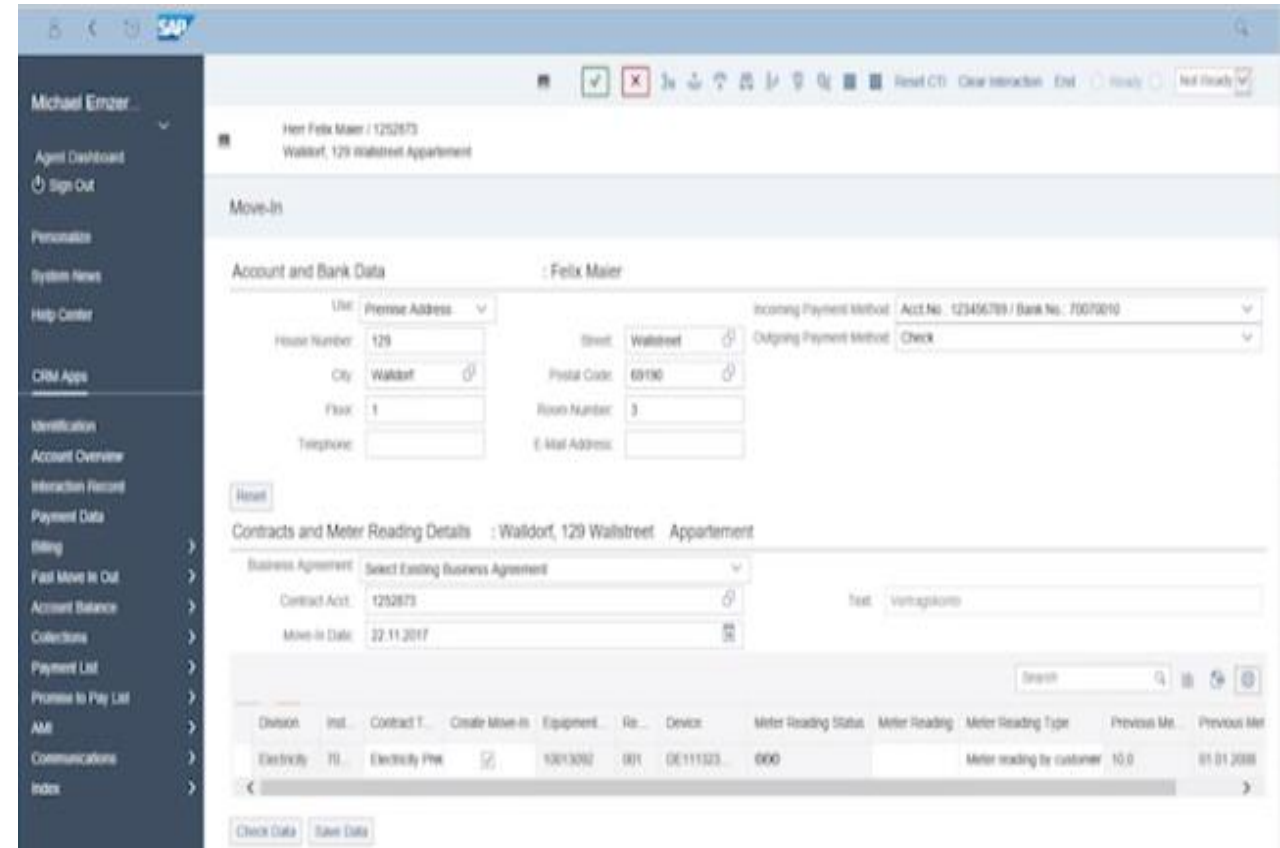 SAP
Michael Ernzer...
Reset CTI Clear Interaction End Ready Not Ready
Herr Felix Maier / 1252873
Walldorf, 129 Wallstreet Appartement
Agent Dashboard
Sign Out
Move-In
Personalize
System News
Help Center
CRM Apps
Identification
Account Overview
Interaction Record
Payment Data
Billing
Fast Move In Out
Account Balance
Collections
Payment List
Promise to Pay List
AMI
Communications
Index
Account and Bank Data : Felix Maier
Use: Premise Address
Incoming Payment Method: Acct.No.: 123456789 / Bank No.: 70070010
House Number: 129 Street: Wallstreet
Outgoing Payment Method: Check
City: Walldorf Postal Code: 69190
Floor: 1 Room Number: 3
Telephone: E-Mail Address:
Reset
Contracts and Meter Reading Details : Walldorf, 129 Wallstreet Appartement
Business Agreement: Select Existing Business Agreement
Contract Acct.: 1252873 Text: Vertragskonto
Move-In Date: 22.11.2017
Search
Division Inst... Contract T... Create Move-In Equipment... Re... Device Meter Reading Status Meter Reading Meter Reading Type Previous Me... Previous Mer
Electricity 70... Electricity 10013092 001 DE111323... Meter reading by customer 10,0 01.01.2008
Check Data Save Data